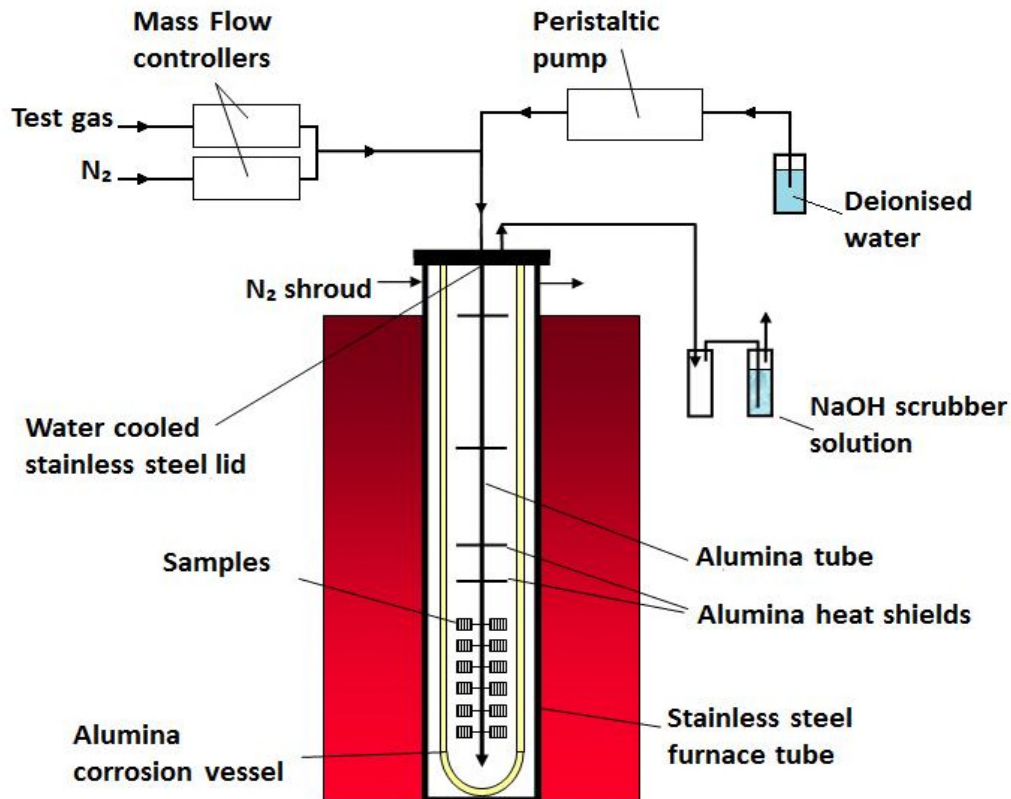 Mass Flow
controllers
Peristaltic
pump
Test gas
N₂
Deionised
water
N₂ shroud
NaOH scrubber
solution
Water cooled
stainless steel lid
Samples
Alumina tube
Alumina heat shields
Stainless steel
furnace tube
Alumina
corrosion vessel